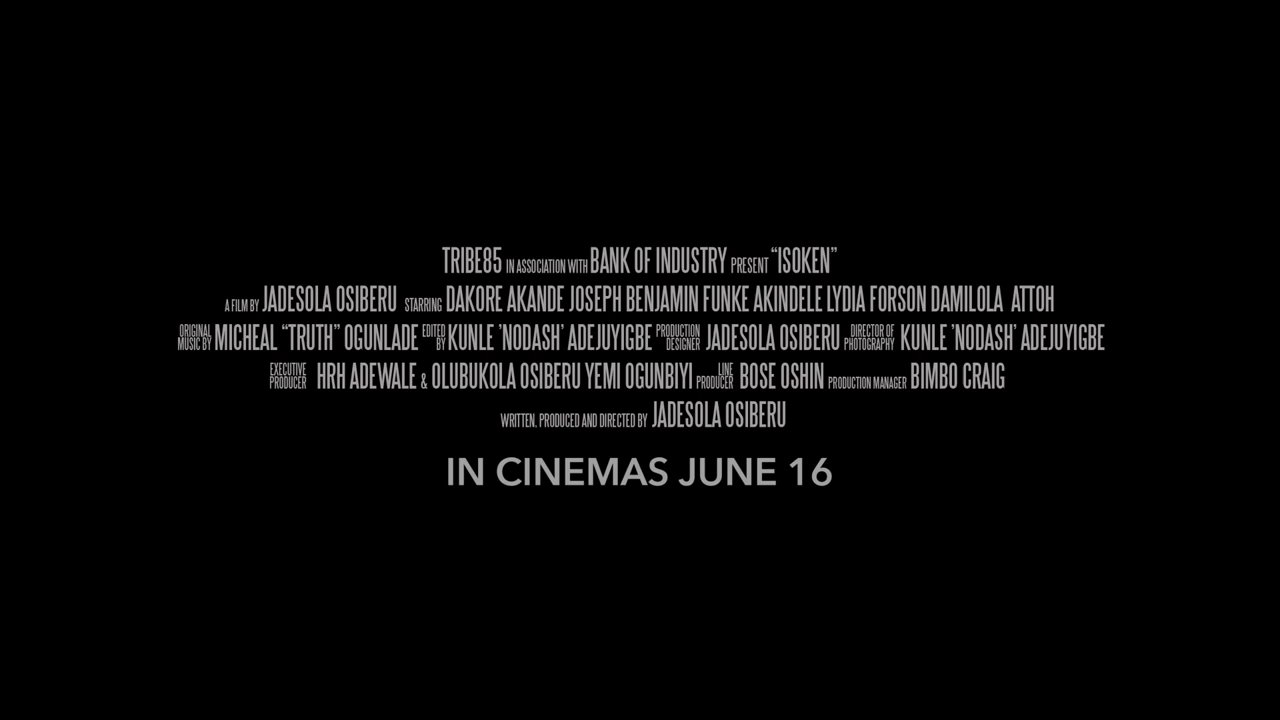 TRIBE85 IN ASSOCIATION WITH BANK OF INDUSTRY PRESENT “ISOKEN”
A FILM BY JADESOLA OSIBERU STARRING DAKORE AKANDE JOSEPH BENJAMIN FUNKE AKINDELE LYDIA FORSON DAMILOLA ATTOH
ORIGINAL MUSIC BY MICHEAL “TRUTH” OGUNLADE EDITED BY KUNLE 'NODASH' ADEJUYIGBE PRODUCTION DESIGNER JADESOLA OSIBERU DIRECTOR OF PHOTOGRAPHY KUNLE 'NODASH' ADEJUYIGBE
EXECUTIVE PRODUCER HRH ADEWALE & OLUBUKOLA OSIBERU YEMI OGUNBIYI LINE PRODUCER BOSE OSHIN PRODUCTION MANAGER BIMBO CRAIG
WRITTEN, PRODUCED AND DIRECTED BY JADESOLA OSIBERU
IN CINEMAS JUNE 16